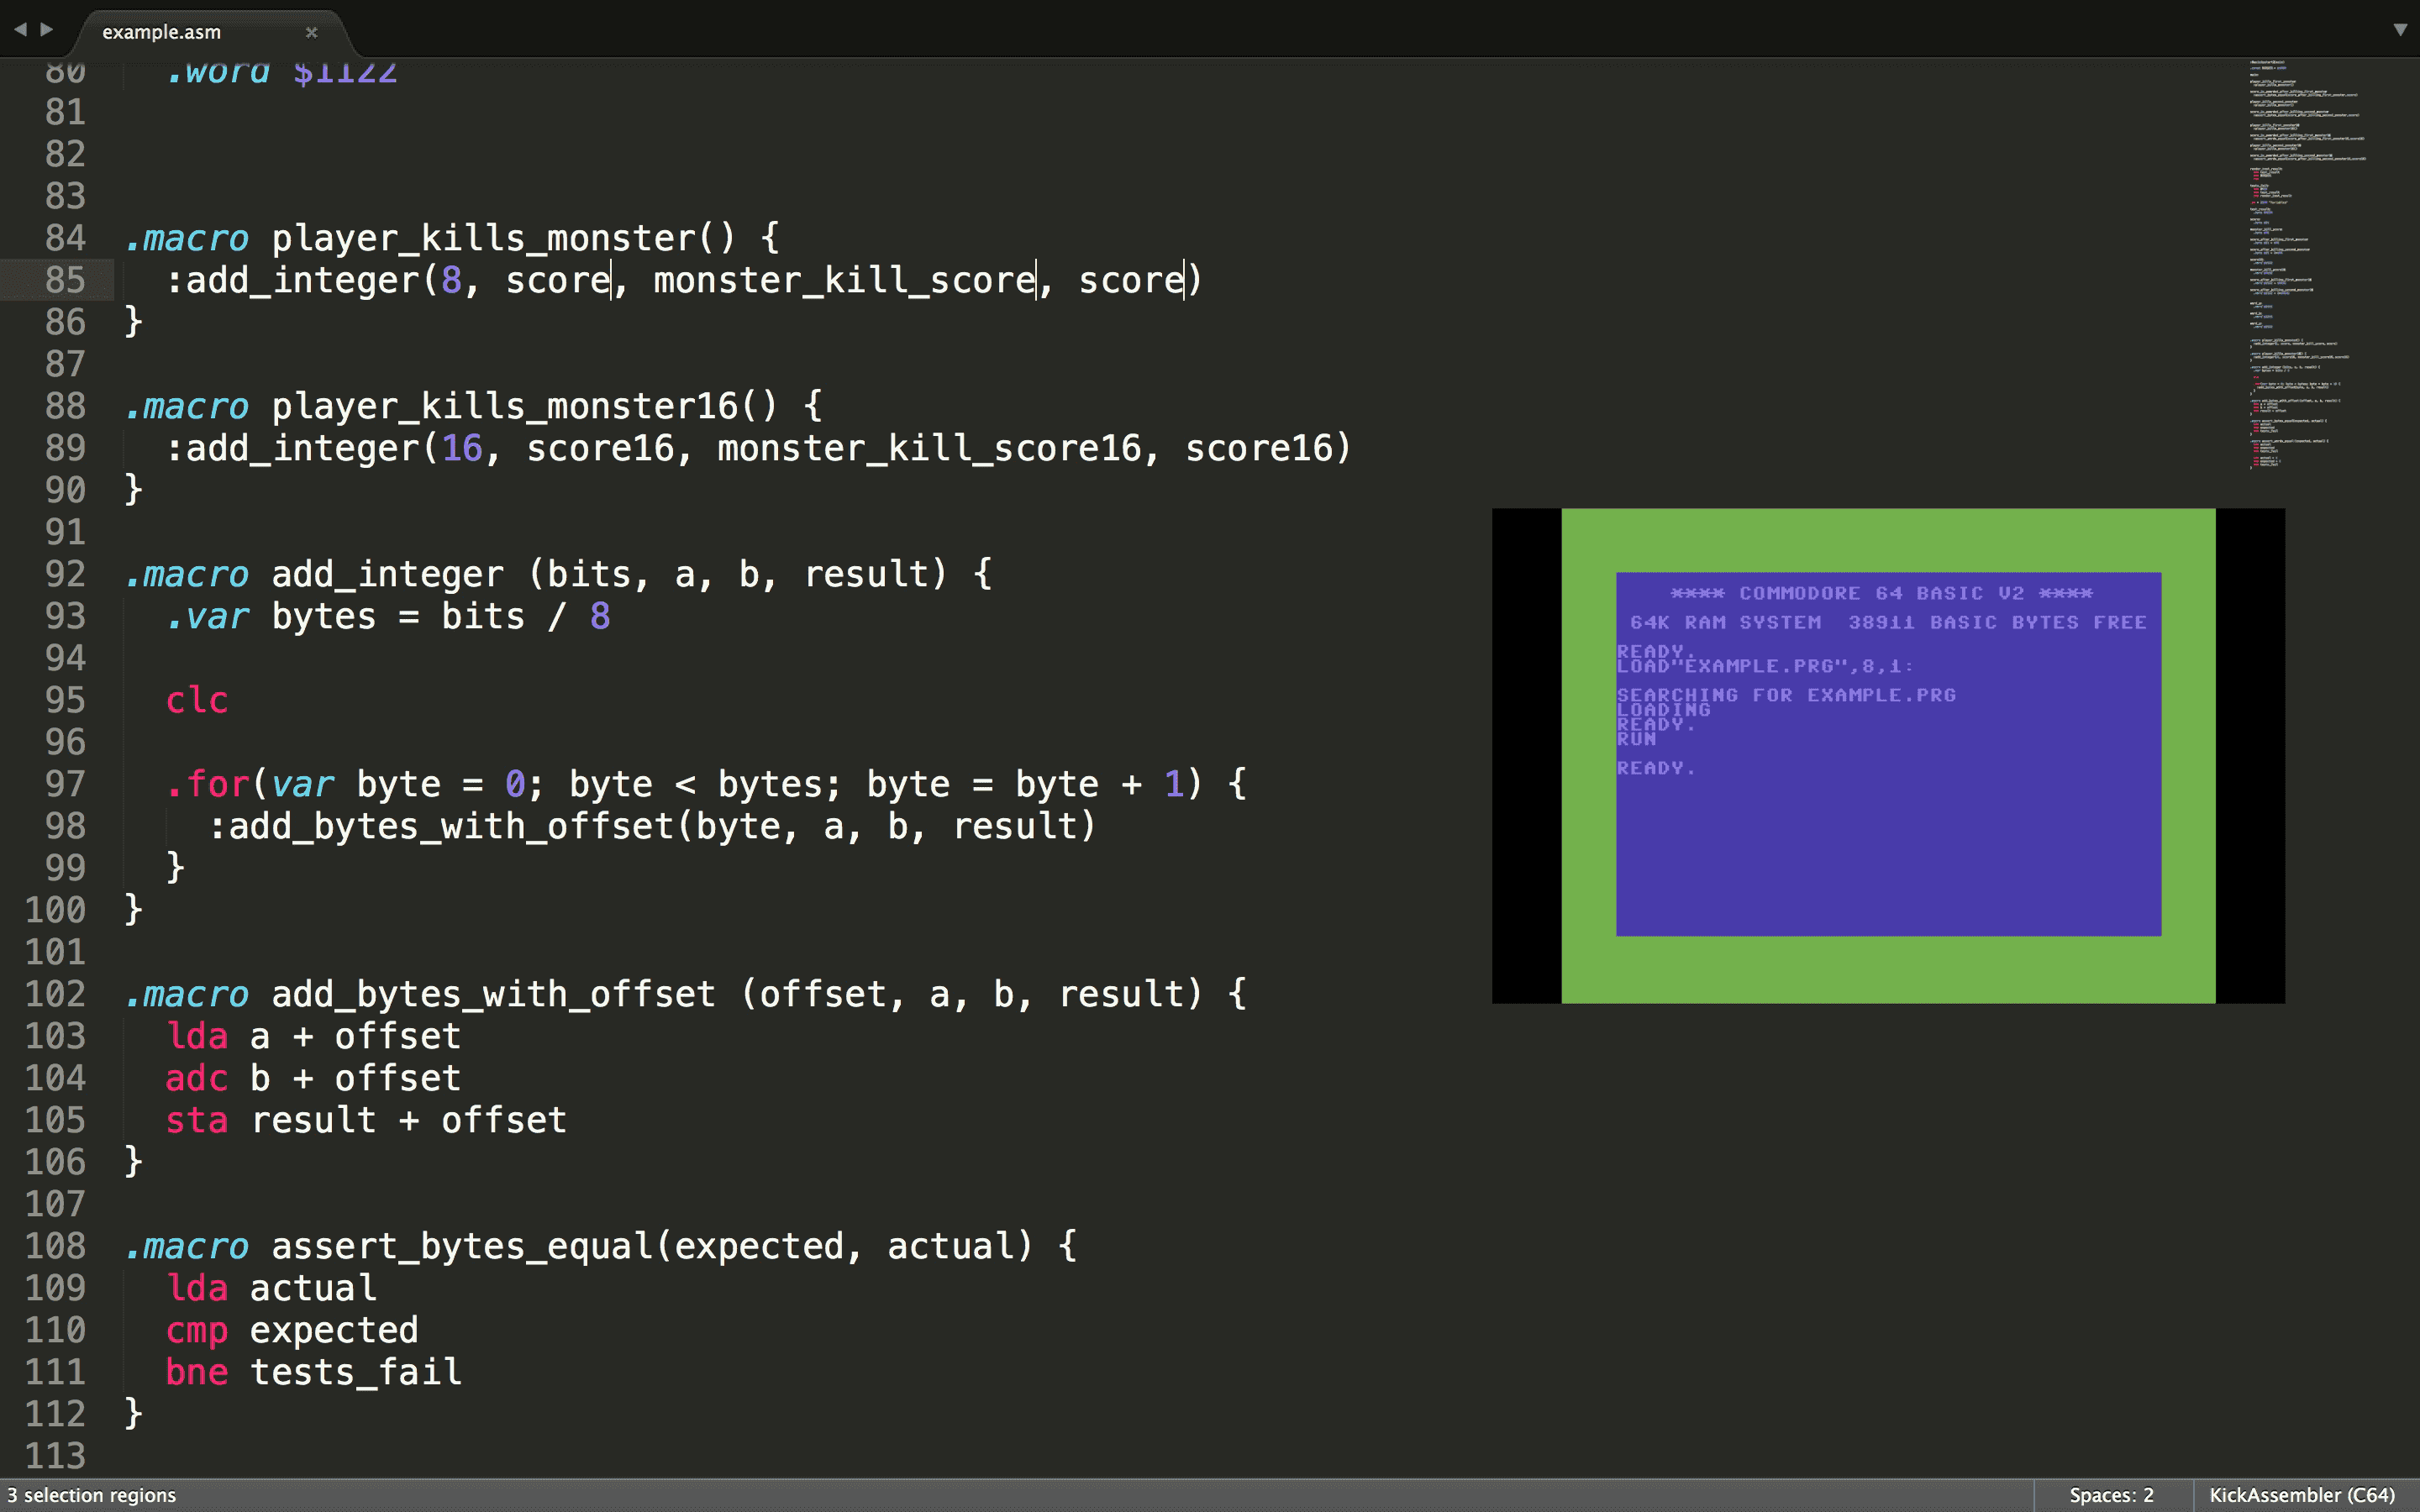 example.asm ×
80 .word $1122
81
82
83
84 .macro player_kills_monster() {
85 :add_integer(8, score, monster_kill_score, score)
86 }
87
88 .macro player_kills_monster16() {
89 :add_integer(16, score16, monster_kill_score16, score16)
90 }
91
92 .macro add_integer (bits, a, b, result) {
93 .var bytes = bits / 8
94
95 clc
96
97 .for(var byte = 0; byte < bytes; byte = byte + 1) {
98 :add_bytes_with_offset(byte, a, b, result)
99 }
100 }
101
102 .macro add_bytes_with_offset (offset, a, b, result) {
103 lda a + offset
104 adc b + offset
105 sta result + offset
106 }
107
108 .macro assert_bytes_equal(expected, actual) {
109 lda actual
110 cmp expected
111 bne tests_fail
112 }
113
**** COMMODORE 64 BASIC V2 ****
64K RAM SYSTEM 38911 BASIC BYTES FREE
READY.
LOAD"EXAMPLE.PRG",8,1:
SEARCHING FOR EXAMPLE.PRG
LOADING
READY.
RUN
READY.
3 selection regions
Spaces: 2
KickAssembler (C64)